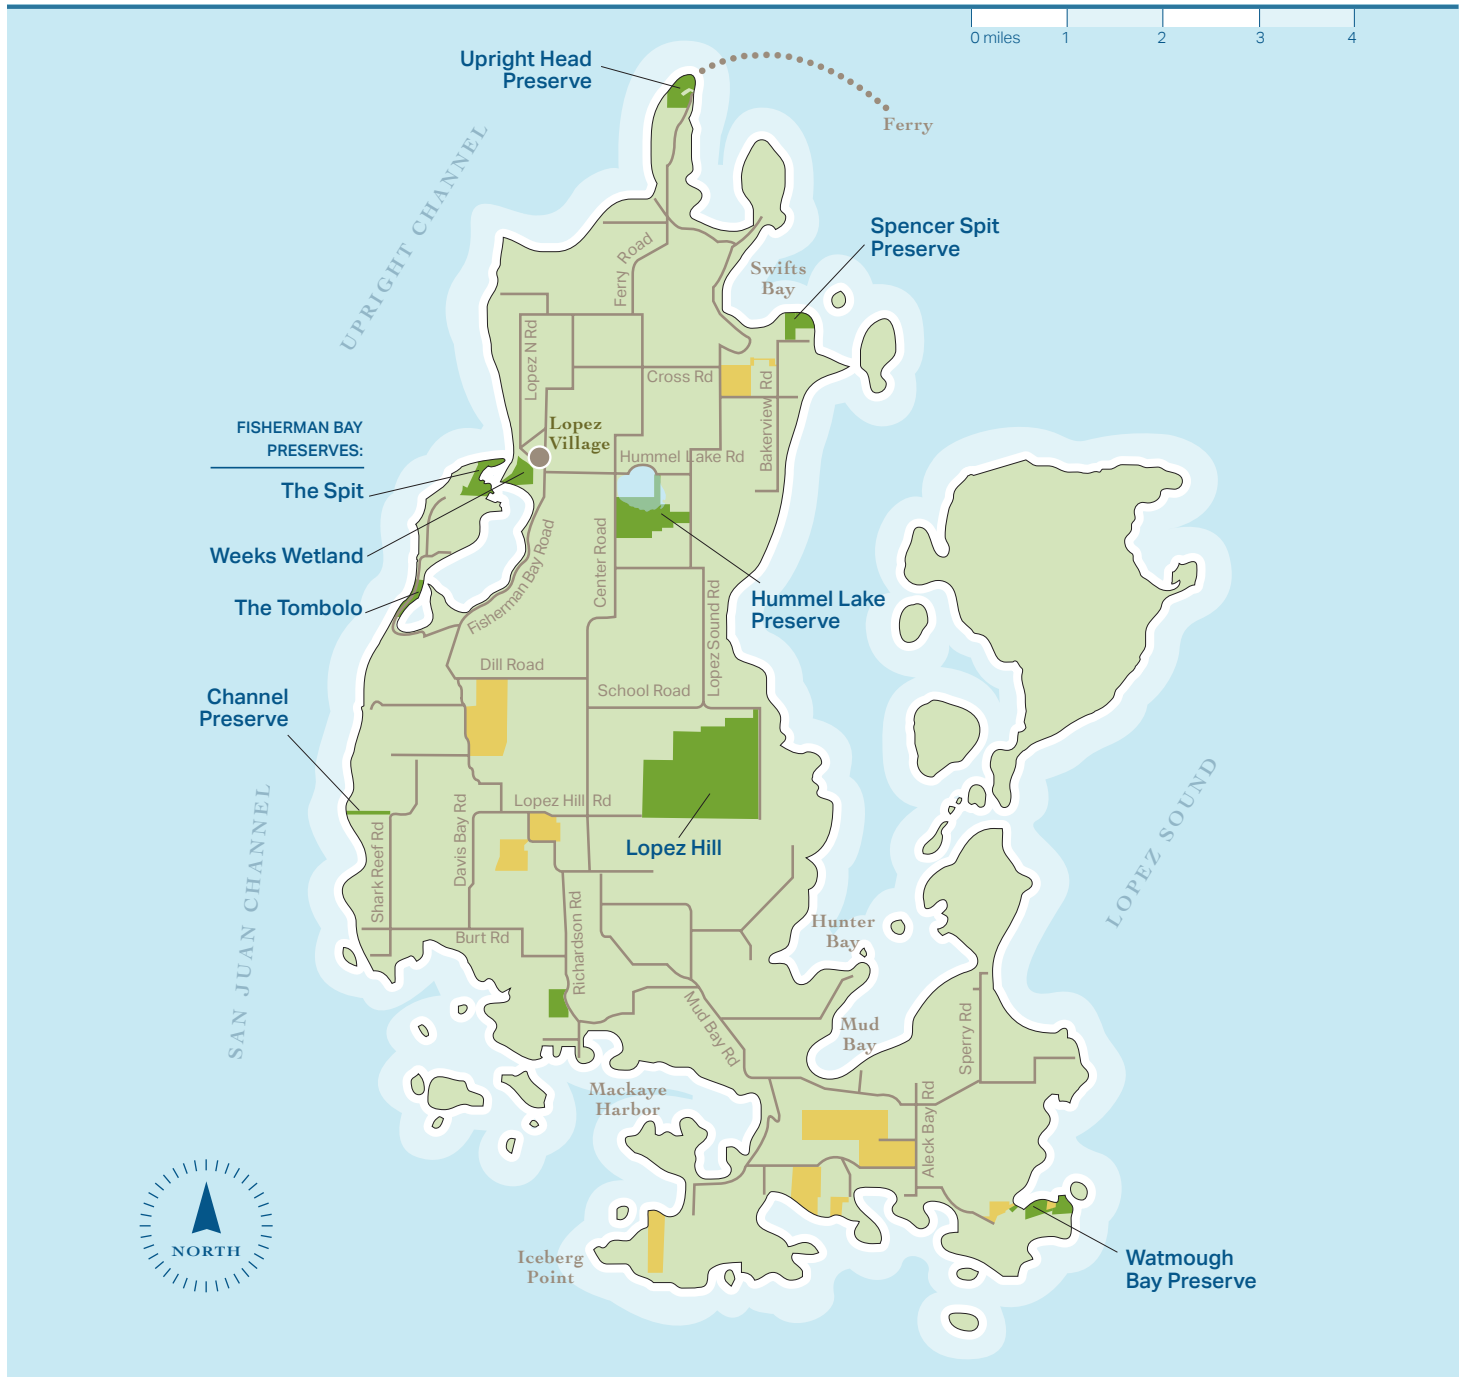 0 miles 1 2 3 4
Upright Head
Preserve
Ferry
UPRIGHT CHANNEL
Spencer Spit
Preserve
Swifts
Bay
Ferry Road
Lopez N Rd
Cross Rd
Bakerview Rd
Lopez
Village
FISHERMAN BAY
PRESERVES:
Hummel Lake Rd
The Spit
Weeks Wetland
The Tombolo
Fisherman Bay Road
Center Road
Hummel Lake
Preserve
Lopez Sound Rd
Dill Road
School Road
Channel
Preserve
Lopez Hill Rd
Lopez Hill
Davis Bay Rd
Shark Reef Rd
SAN JUAN CHANNEL
LOPEZ SOUND
Hunter
Bay
Burt Rd
Richardson Rd
Mud Bay Rd
Mud
Bay
Sperry Rd
Mackaye
Harbor
Aleck Bay Rd
NORTH
Iceberg
Point
Watmough
Bay Preserve